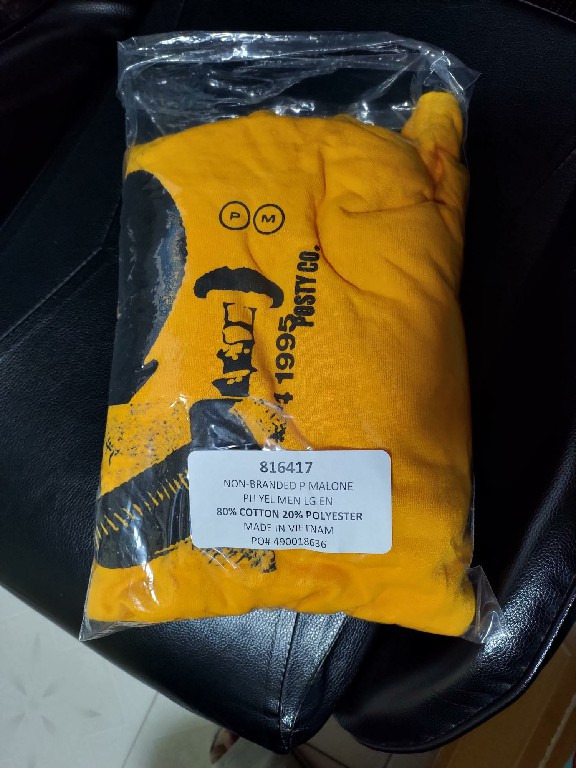 P M
POSTY CO.
4 1995
816417
NON-BRANDED P MALONE
PH YEL MEN LG EN
80% COTTON 20% POLYESTER
MADE IN VIETNAM
PO# 490018636